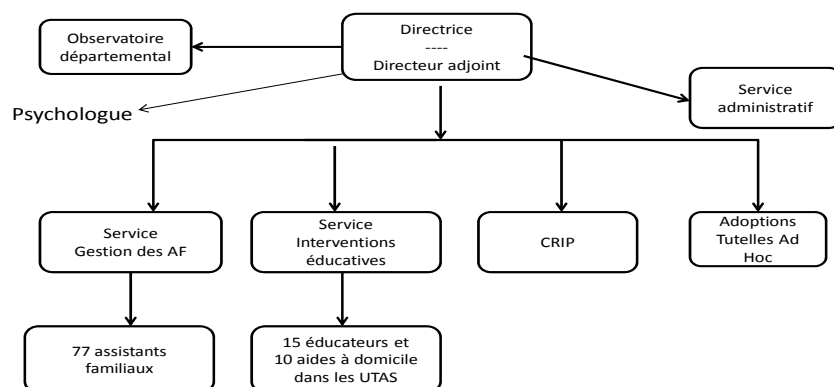 Directrice
----
Directeur adjoint
Observatoire
départemental
Psychologue
Service
administratif
Service
Gestion des AF
Service
Interventions
éducatives
CRIP
Adoptions
Tutelles Ad
Hoc
77 assistants
familiaux
15 éducateurs et
10 aides à domicile
dans les UTAS